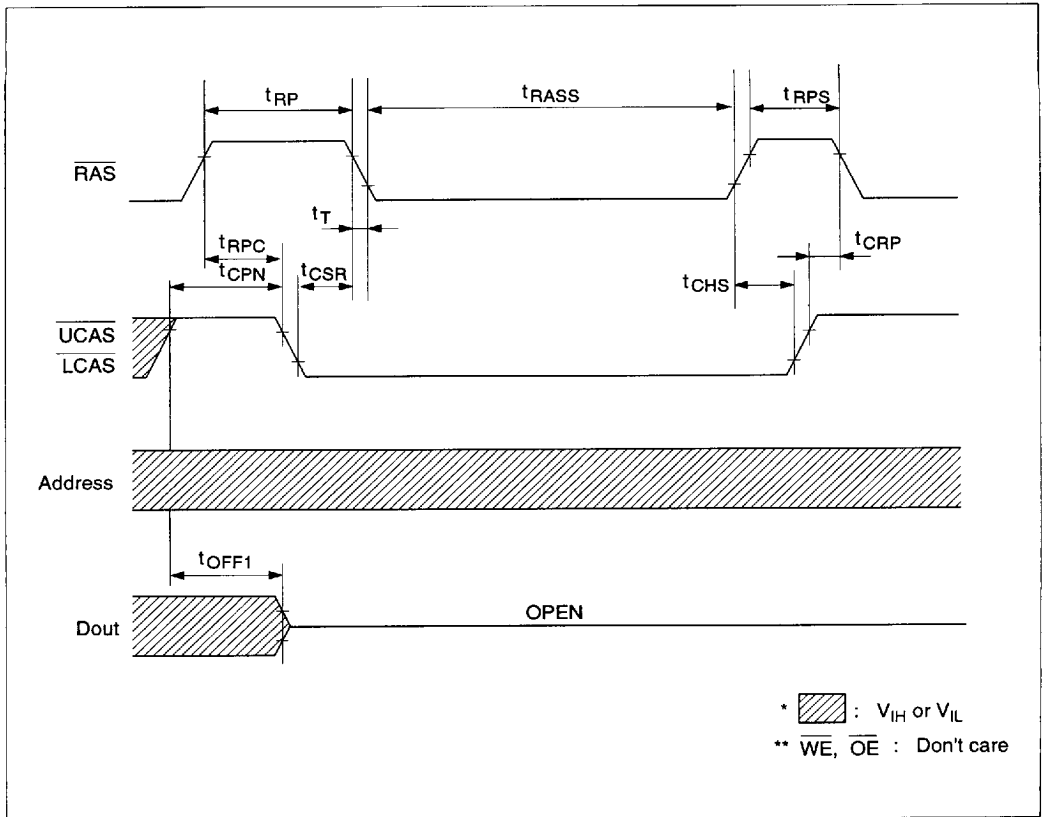 tRP
tRASS
tRPS
RAS
tT
tRPC
tCRP
tCPN
tCSR
tCHS
UCAS
LCAS
Address
tOFF1
Dout
OPEN
* : VIH or VIL
** WE, OE : Don't care